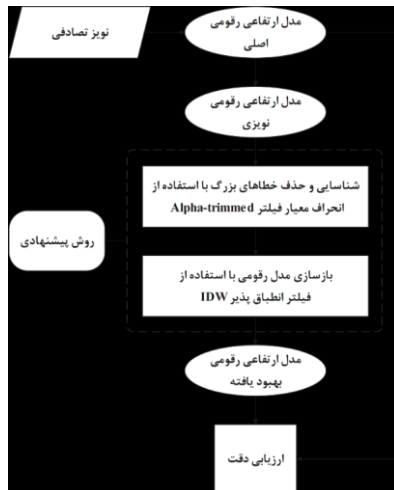 نویز تصادفی
مدل ارتفاعی رقومی
اصلی
مدل ارتفاعی رقومی
نویزی
شناسایی و حذف خطاهای بزرگ با استفاده از
انحراف معیار فیلتر Alpha-trimmed
روش پیشنهادی
بازسازی مدل رقومی با استفاده از
فیلتر انطباق پذیر IDW
مدل ارتفاعی رقومی
بهبود یافته
ارزیابی دقت